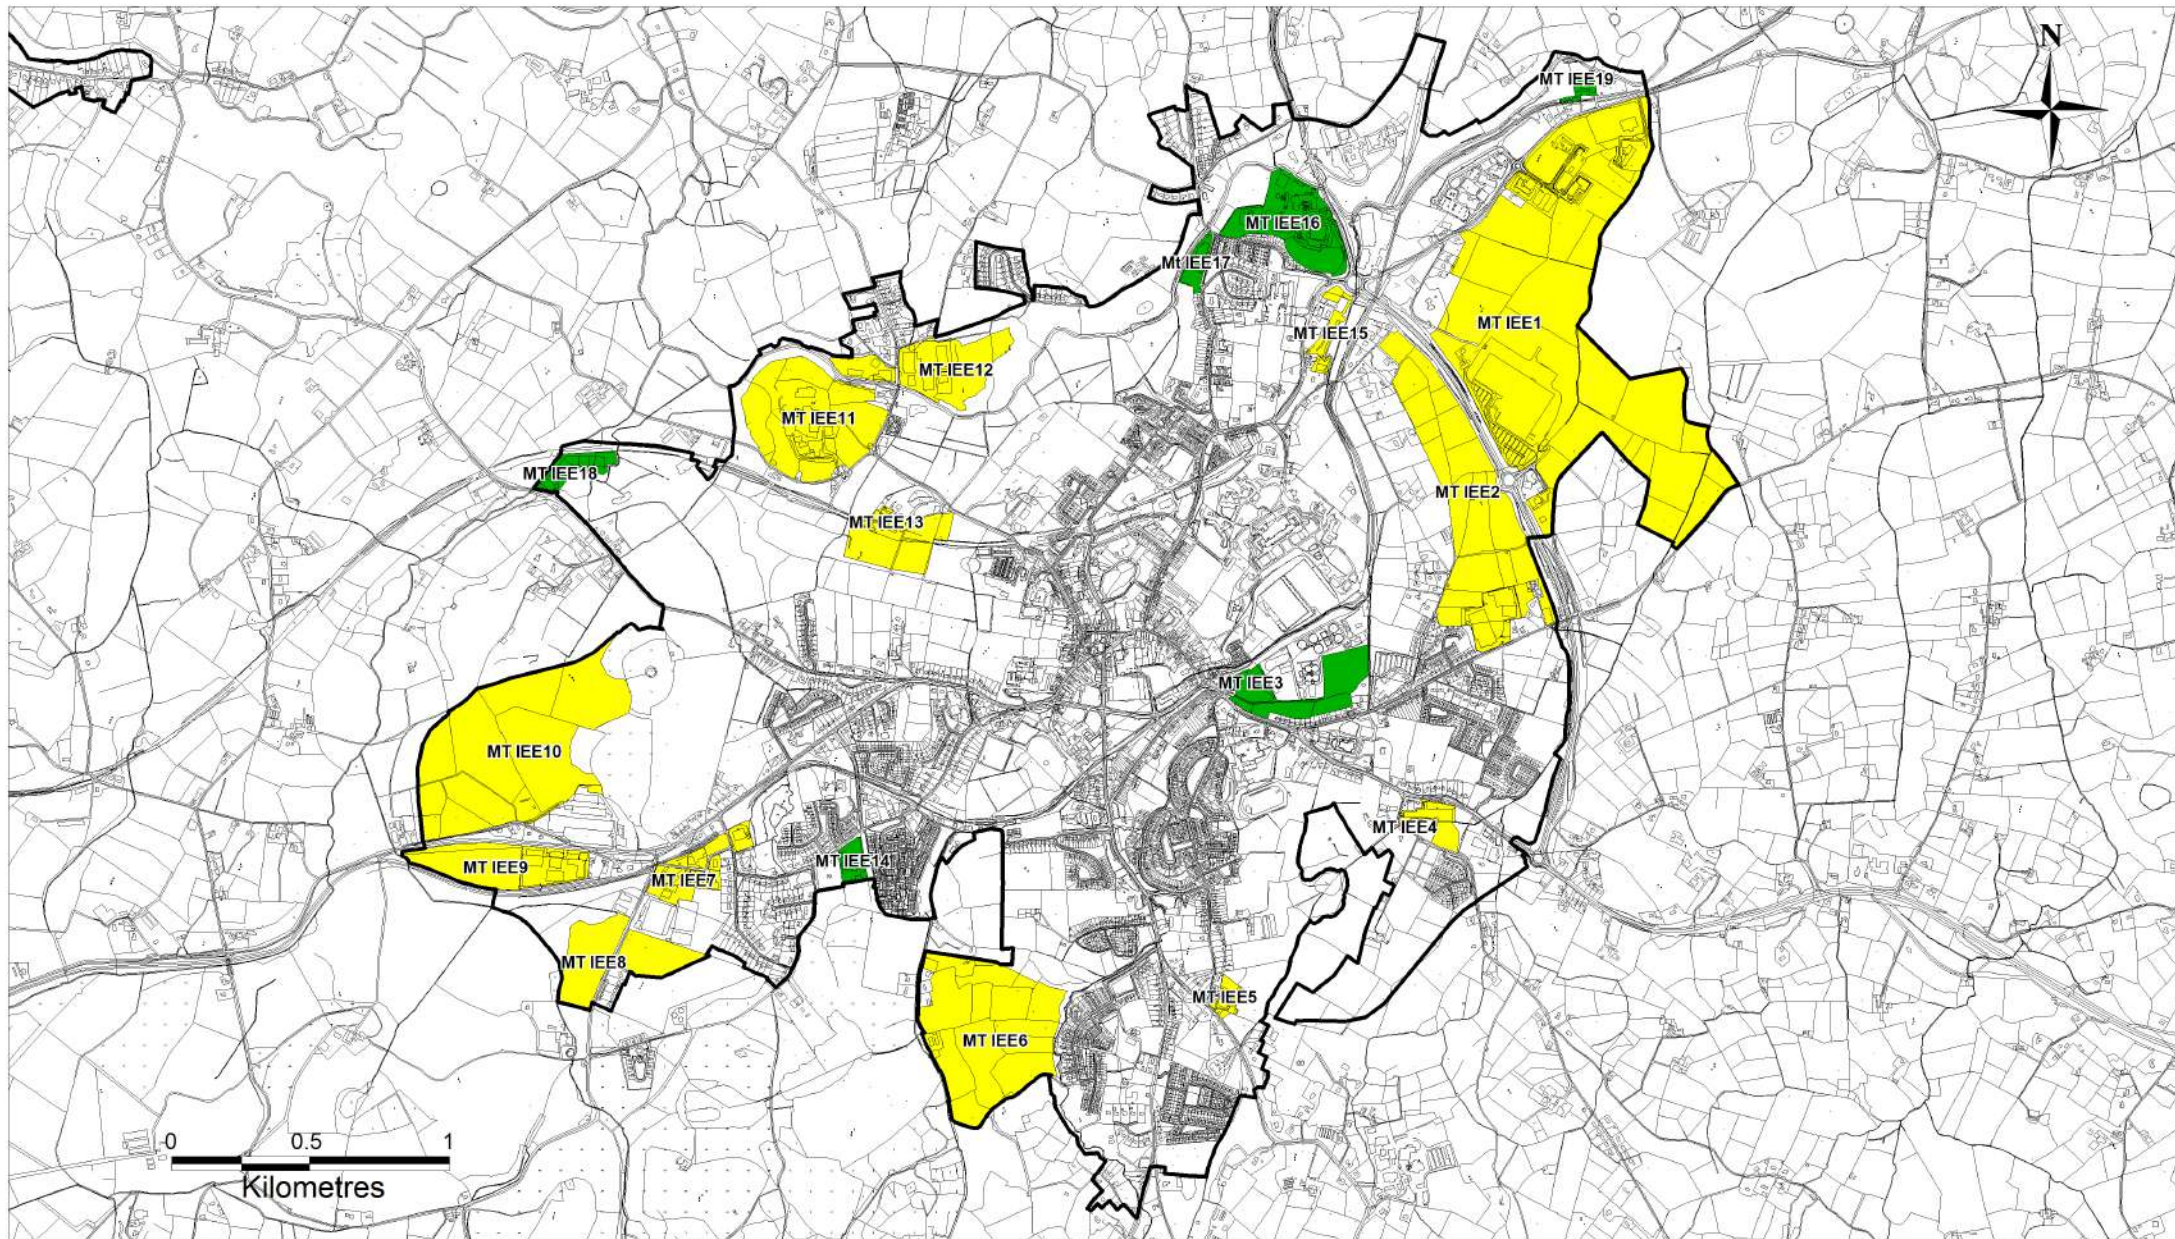 N
MT IEE19
MT IEE16
Mt IEE17
MT IEE1
MT IEE15
MT IEE12
MT IEE11
MT IEE18
MT IEE2
MT IEE13
MT IEE3
MT IEE10
MT IEE4
MT IEE14
MT IEE9
MT IEE7
MT IEE8
MT IEE5
MT IEE6
0 0.5 1
Kilometres